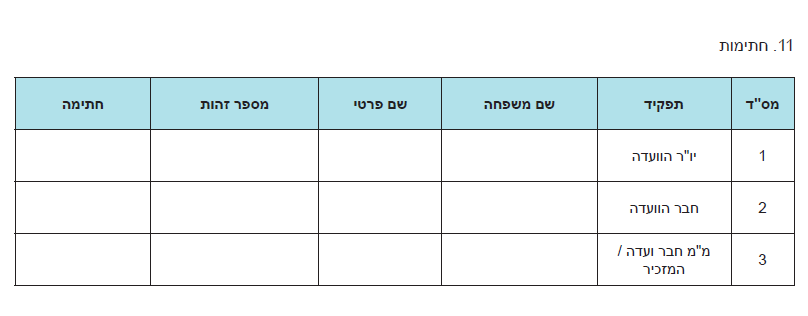 11. חתימות
מס"ד תפקיד שם משפחה שם פרטי מספר זהות חתימה
1 יו"ר הוועדה
2 חבר הוועדה
3 מ"מ חבר ועדה /
המזכיר